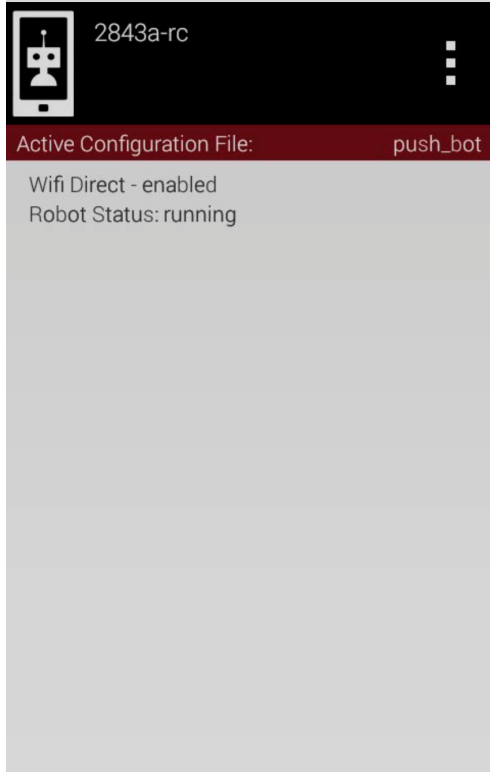 2843a-rc
Active Configuration File: push_bot
Wifi Direct - enabled
Robot Status: running